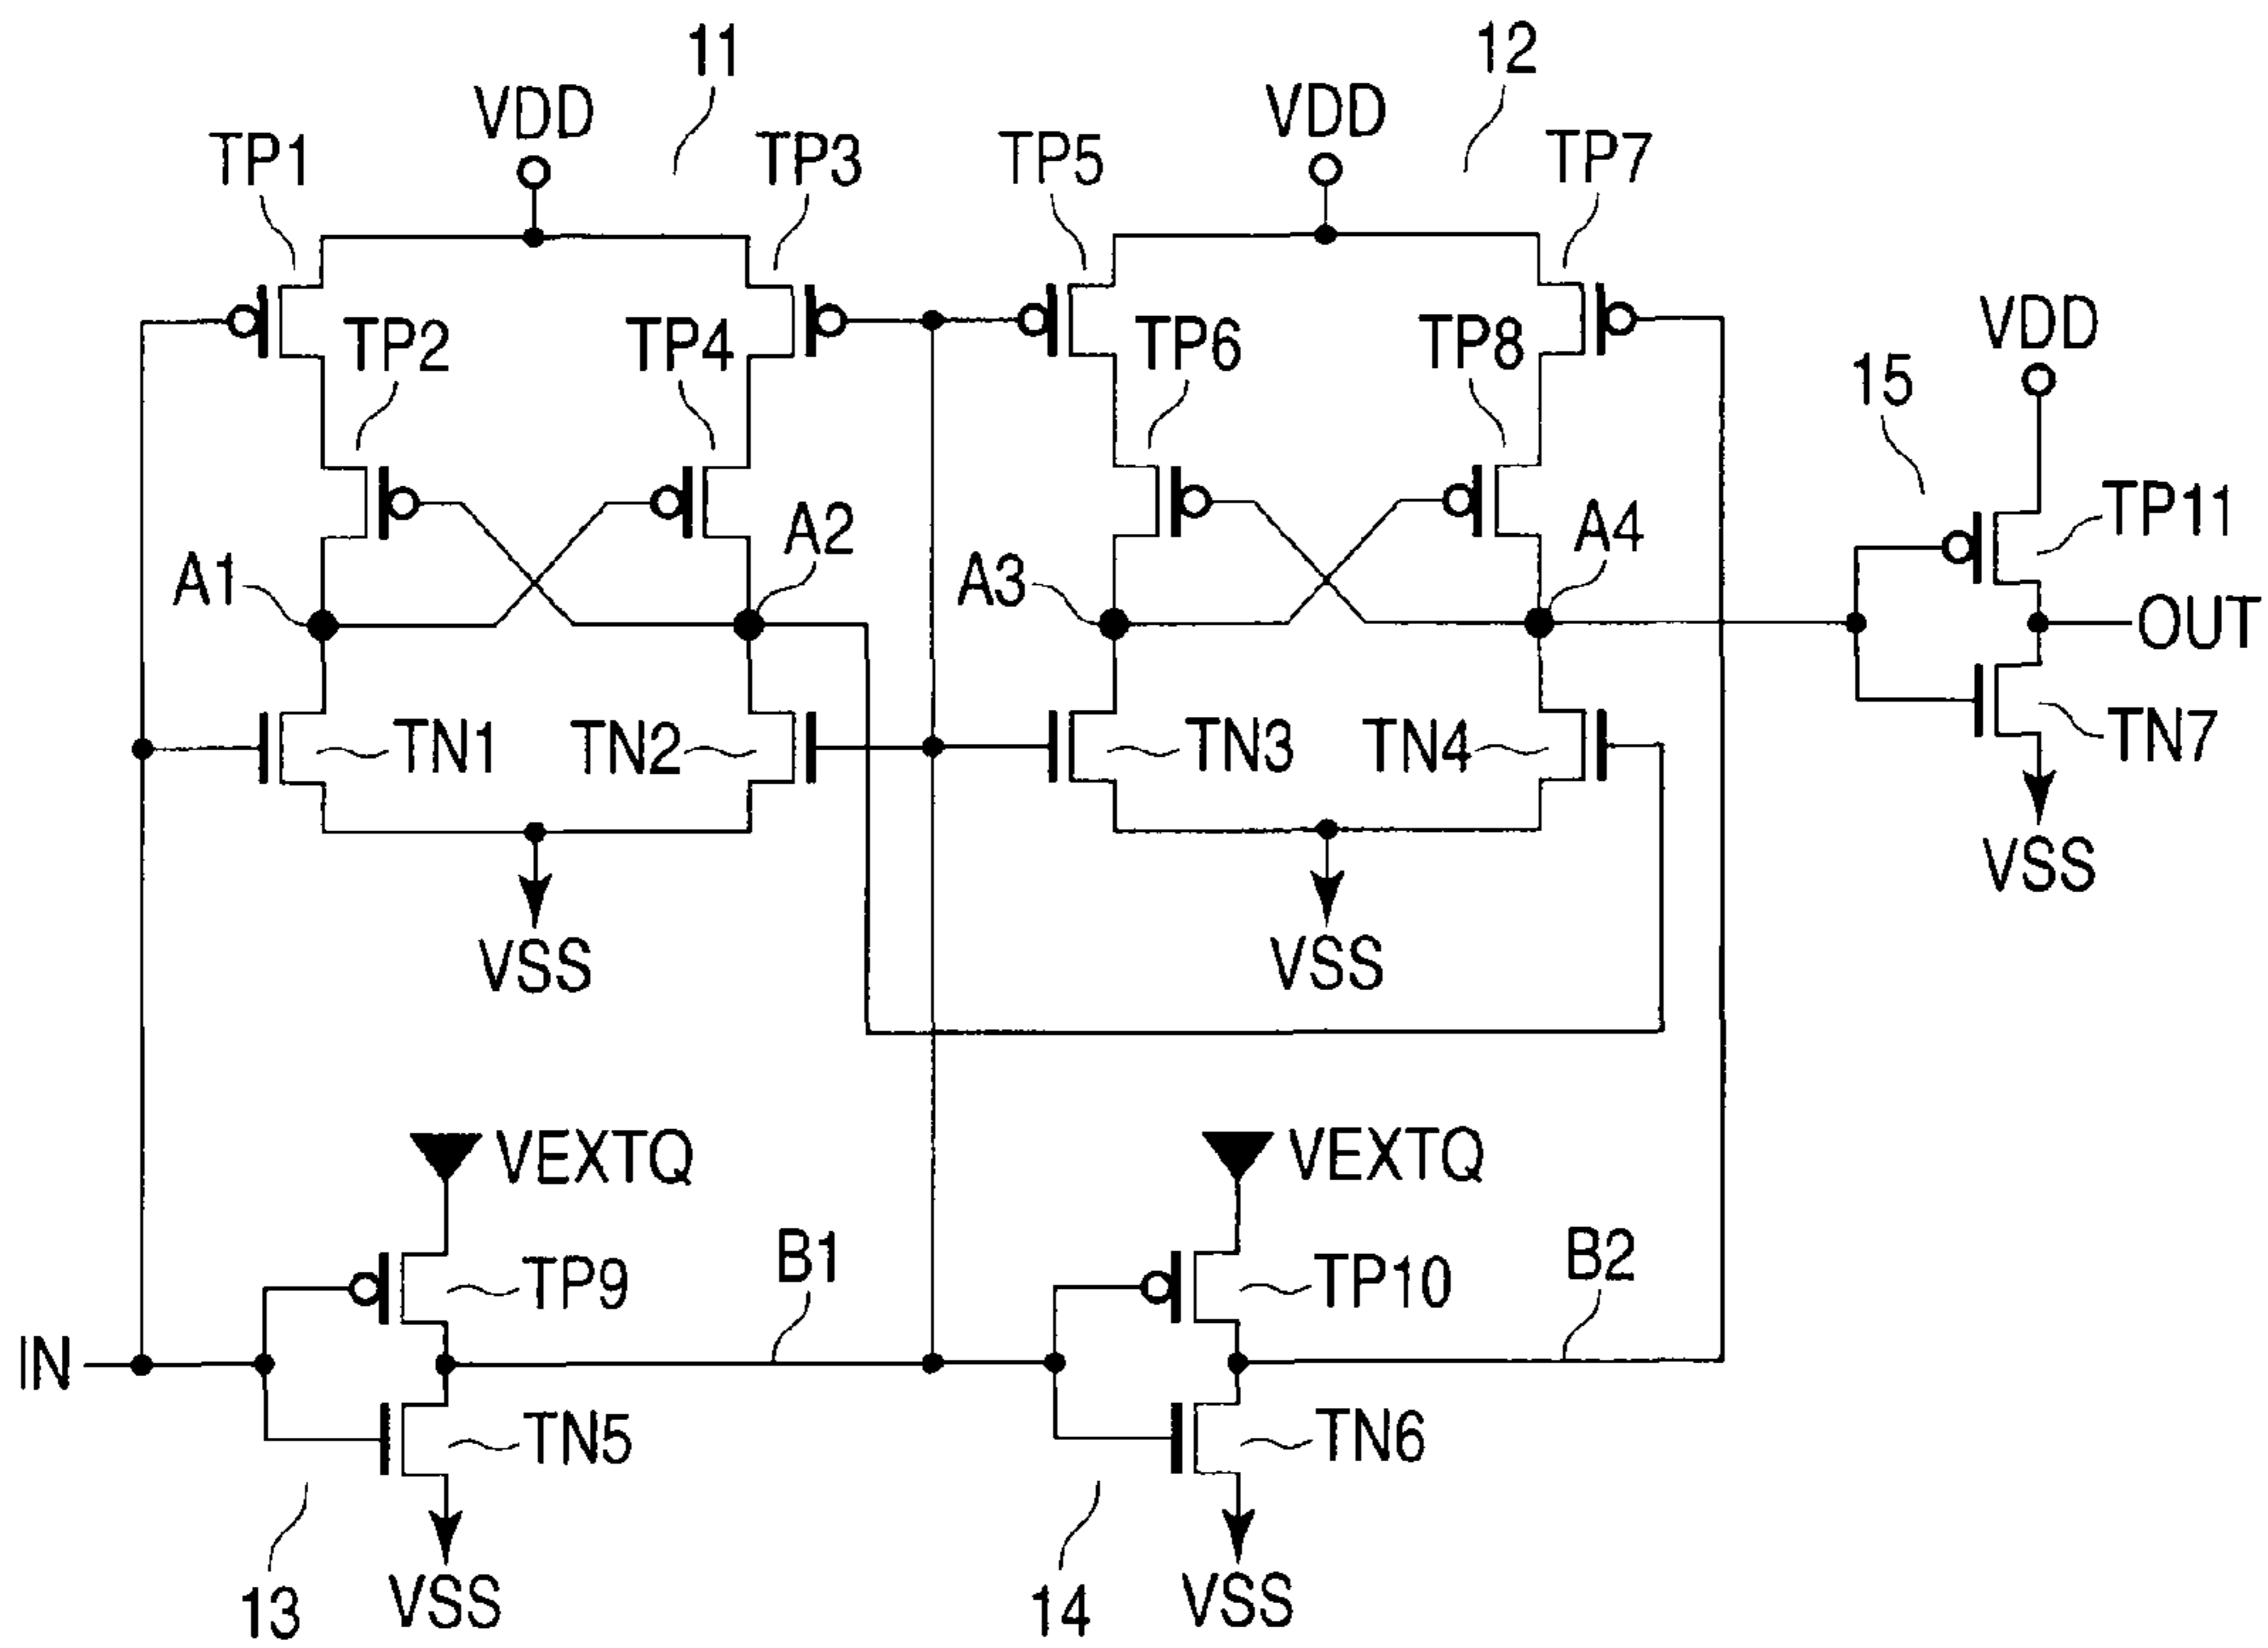 11
12
VDD
VDD
TP1
TP3
TP5
TP7
VDD
TP2
TP4
TP6
TP8
15
TP11
A1
A2
A3
A4
OUT
TN1
TN2
TN3
TN4
TN7
VSS
VSS
VSS
VEXTQ
VEXTQ
TP9
B1
TP10
B2
IN
TN5
TN6
13
VSS
14
VSS